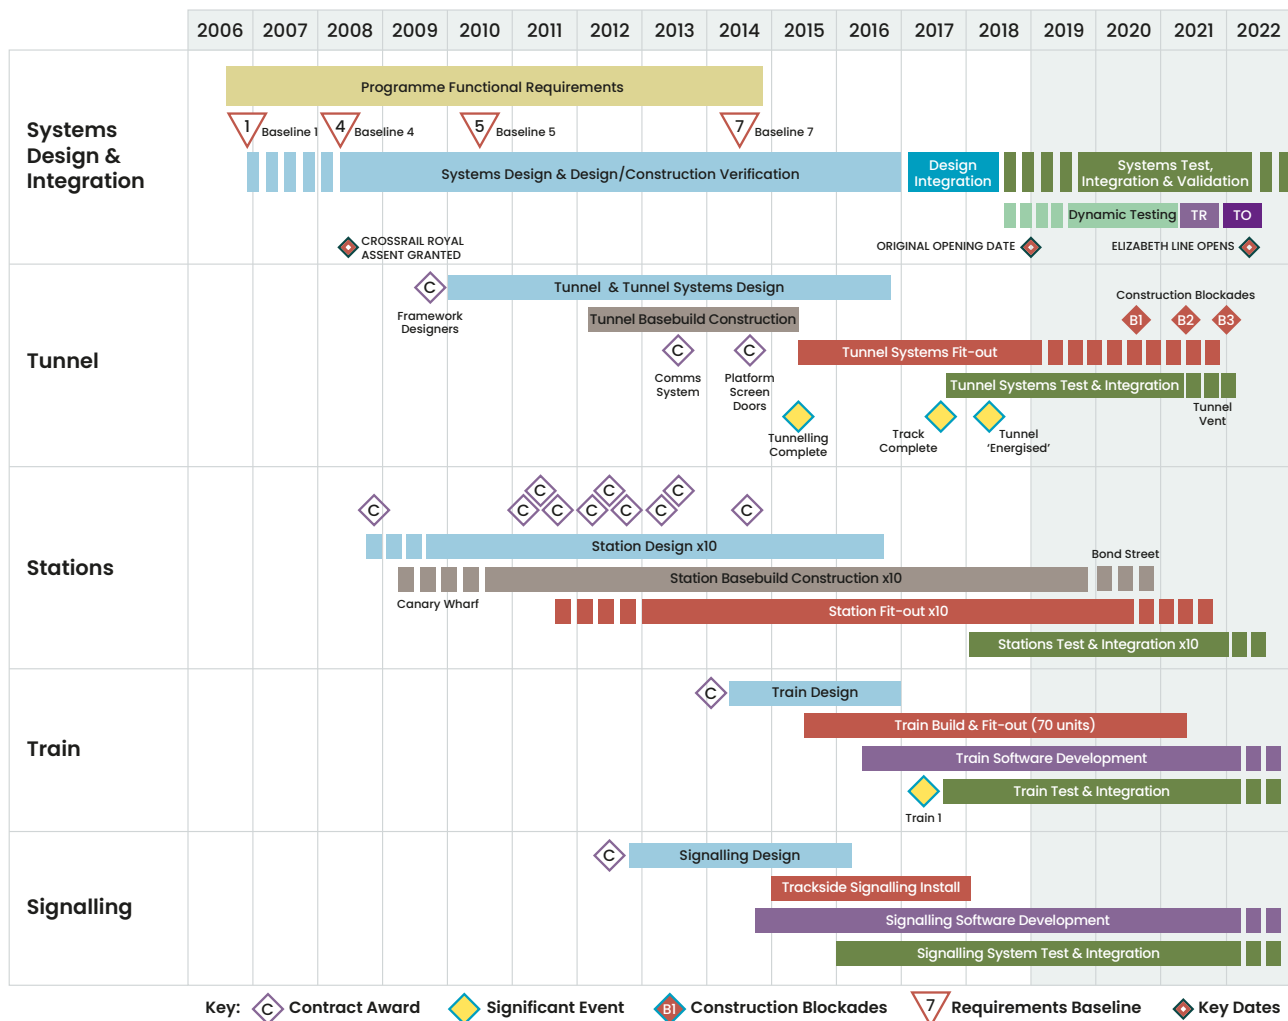 2006 2007 2008 2009 2010 2011 2012 2013 2014 2015 2016 2017 2018 2019 2020 2021 2022
Systems
Design &
Integration
Programme Functional Requirements
1 Baseline 1
4 Baseline 4
5 Baseline 5
7 Baseline 7
Systems Design & Design/Construction Verification
Design
Integration
Systems Test,
Integration & Validation
Dynamic Testing
TR
TO
CROSSRAIL ROYAL
ASSENT GRANTED
ORIGINAL OPENING DATE
ELIZABETH LINE OPENS
Tunnel
C
Framework
Designers
Tunnel & Tunnel Systems Design
Tunnel Basebuild Construction
Construction Blockades
B1
B2
B3
C
Comms
System
C
Platform
Screen
Doors
Tunnel Systems Fit-out
Tunnel Systems Test & Integration
Tunnel
Vent
Tunnelling
Complete
Track
Complete
Tunnel
‘Energised’
Stations
C
C
C
C
C
C
C
C
C
C
C
Station Design x10
Station Basebuild Construction x10
Bond Street
Canary Wharf
Station Fit-out x10
Stations Test & Integration x10
Train
C
Train Design
Train Build & Fit-out (70 units)
Train Software Development
Train Test & Integration
Train 1
Signalling
C
Signalling Design
Trackside Signalling Install
Signalling Software Development
Signalling System Test & Integration
Key: C Contract Award Significant Event B1 Construction Blockades 7 Requirements Baseline Key Dates